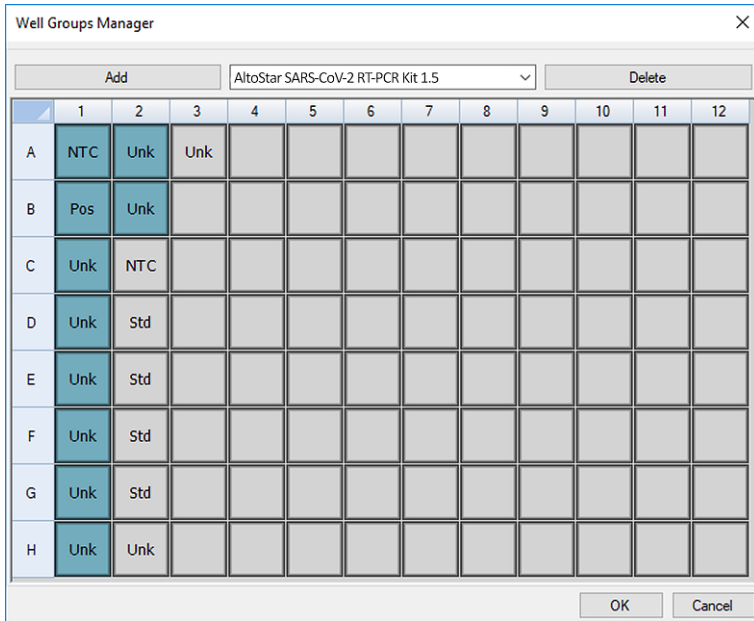 Well Groups Manager
Add AltoStar SARS-CoV-2 RT-PCR Kit 1.5 Delete
1 2 3 4 5 6 7 8 9 10 11 12
A NTC Unk Unk
B Pos Unk
C Unk NTC
D Unk Std
E Unk Std
F Unk Std
G Unk Std
H Unk Unk
OK Cancel